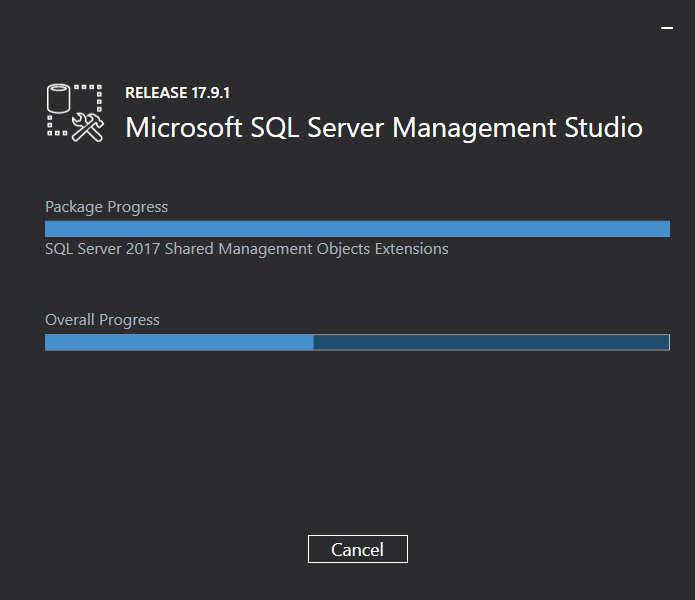 RELEASE 17.9.1
Microsoft SQL Server Management Studio
Package Progress
SQL Server 2017 Shared Management Objects Extensions
Overall Progress
Cancel